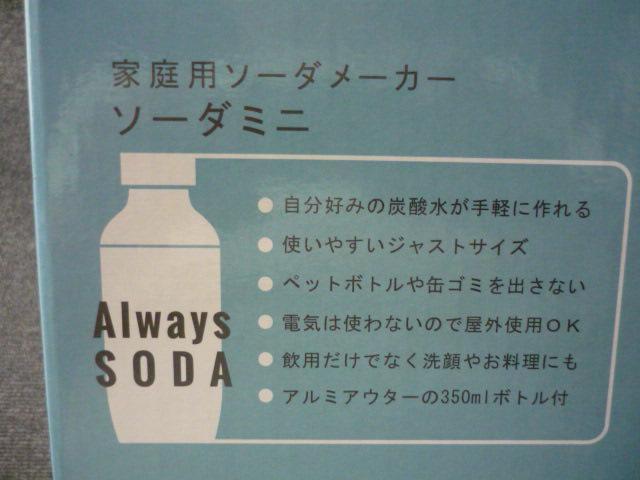 家庭用ソーダメーカー
ソーダミニ
● 自分好みの炭酸水が手軽に作れる
● 使いやすいジャストサイズ
● ペットボトルや缶ゴミを出さない
● 電気は使わないので屋外使用OK
● 飲用だけでなく洗顔やお料理にも
● アルミアウターの350mlボトル付
Always
SODA